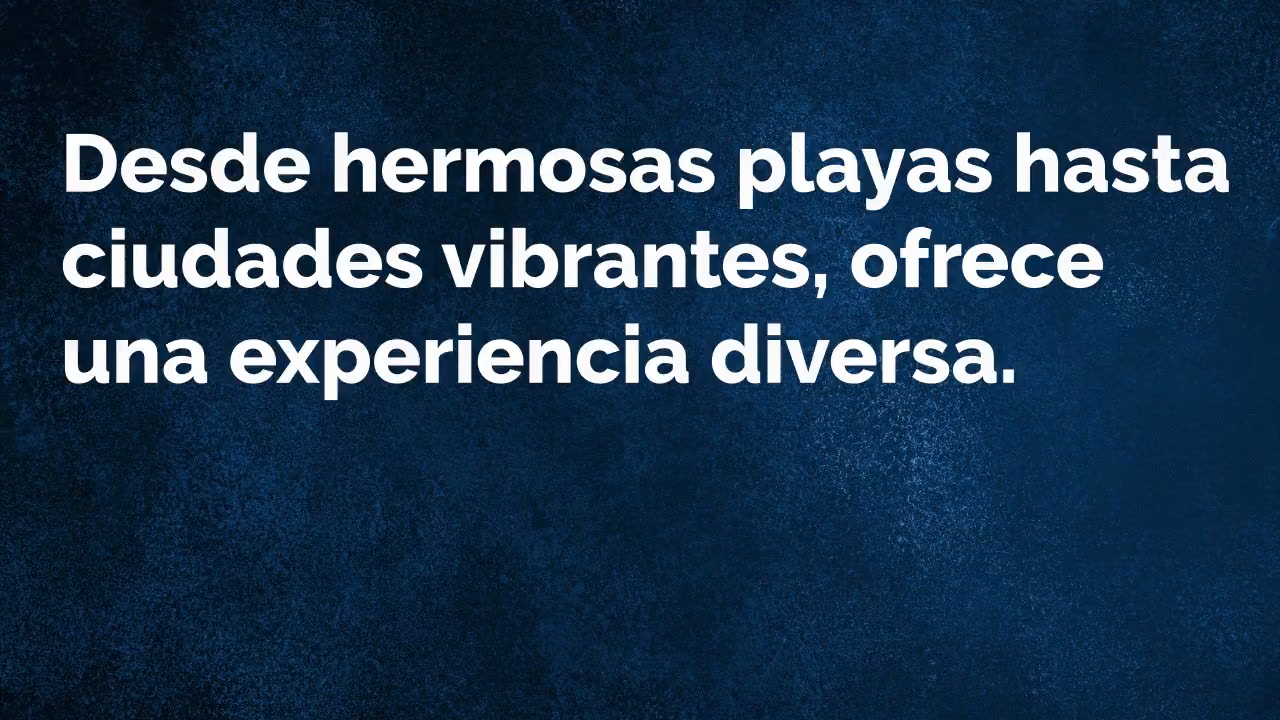 Desde hermosas playas hasta
ciudades vibrantes, ofrece
una experiencia diversa.